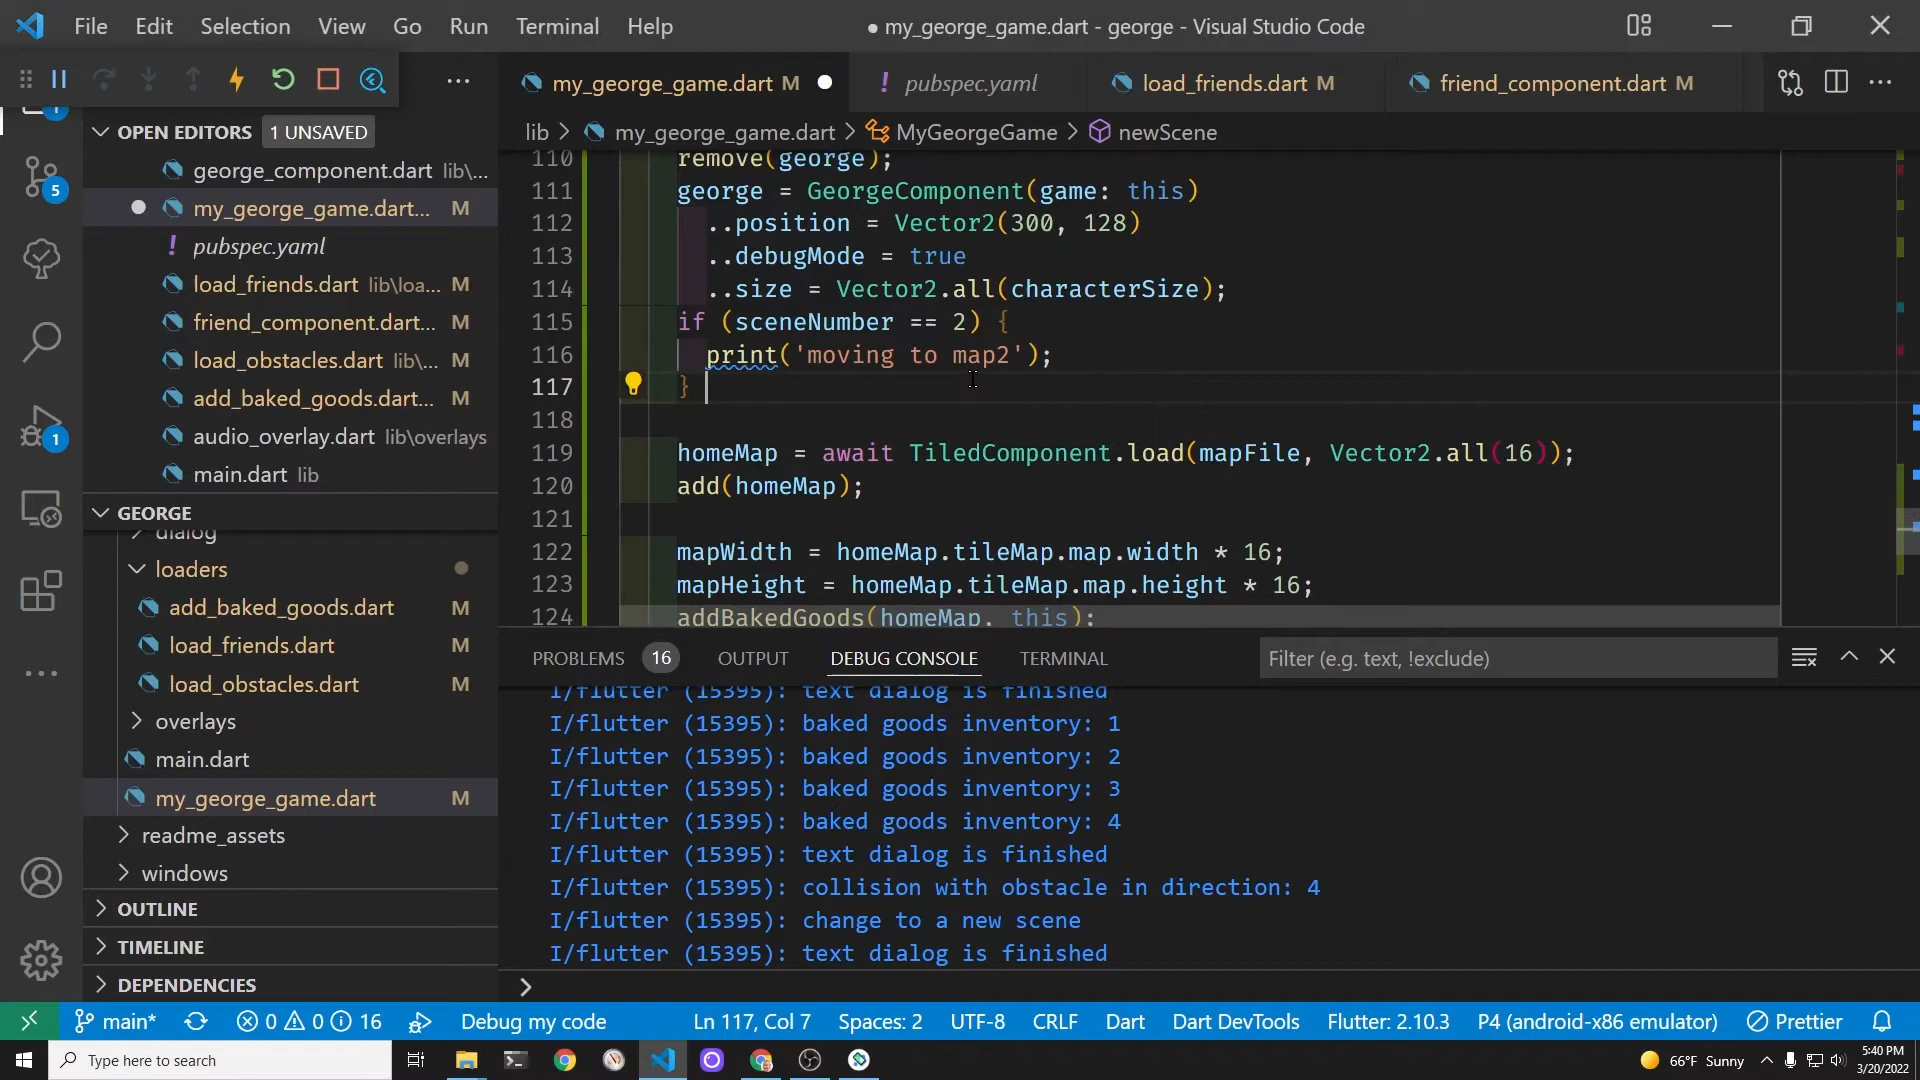 File Edit Selection View Go Run Terminal Help
● my_george_game.dart - george - Visual Studio Code
my_george_game.dart M
! pubspec.yaml
load_friends.dart M
friend_component.dart M
lib > my_george_game.dart > MyGeorgeGame > newScene
OPEN EDITORS 1 UNSAVED
george_component.dart lib\...
my_george_game.dart... M
! pubspec.yaml
load_friends.dart lib\loa... M
friend_component.dart... M
load_obstacles.dart lib\... M
add_baked_goods.dart... M
audio_overlay.dart lib\overlays
main.dart lib
GEORGE
dialog
loaders
add_baked_goods.dart M
load_friends.dart M
load_obstacles.dart M
overlays
main.dart
my_george_game.dart M
readme_assets
windows
OUTLINE
TIMELINE
DEPENDENCIES
5
1
110 remove(george);
111 george = GeorgeComponent(game: this)
112 ..position = Vector2(300, 128)
113 ..debugMode = true
114 ..size = Vector2.all(characterSize);
115 if (sceneNumber == 2) {
116 print('moving to map2');
117 }
118
119 homeMap = await TiledComponent.load(mapFile, Vector2.all(16));
120 add(homeMap);
121
122 mapWidth = homeMap.tileMap.map.width * 16;
123 mapHeight = homeMap.tileMap.map.height * 16;
124 addBakedGoods(homeMap, this);
PROBLEMS 16 OUTPUT DEBUG CONSOLE TERMINAL
Filter (e.g. text, !exclude)
I/flutter (15395): text dialog is finished
I/flutter (15395): baked goods inventory: 1
I/flutter (15395): baked goods inventory: 2
I/flutter (15395): baked goods inventory: 3
I/flutter (15395): baked goods inventory: 4
I/flutter (15395): text dialog is finished
I/flutter (15395): collision with obstacle in direction: 4
I/flutter (15395): change to a new scene
I/flutter (15395): text dialog is finished
main* 0 0 16 Debug my code Ln 117, Col 7 Spaces: 2 UTF-8 CRLF Dart Dart DevTools Flutter: 2.10.3 P4 (android-x86 emulator) Prettier
Type here to search
66°F Sunny
5:40 PM
3/20/2022